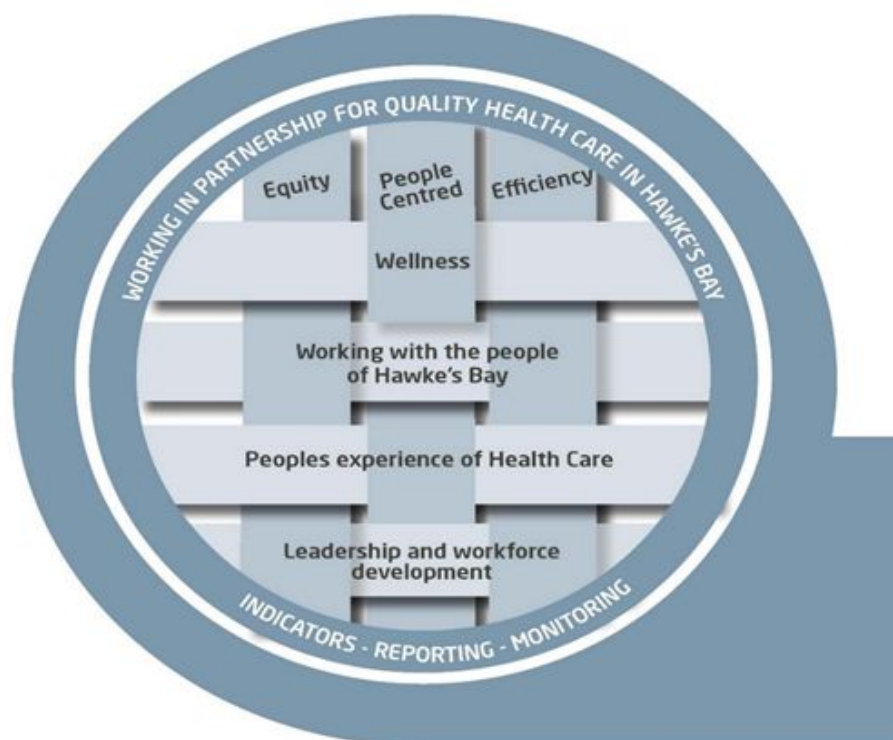 WORKING IN PARTNERSHIP FOR QUALITY HEALTH CARE IN HAWKE'S BAY
Equity
People
Centred
Efficiency
Wellness
Working with the people
of Hawke's Bay
Peoples experience of Health Care
Leadership and workforce
development
INDICATORS - REPORTING - MONITORING